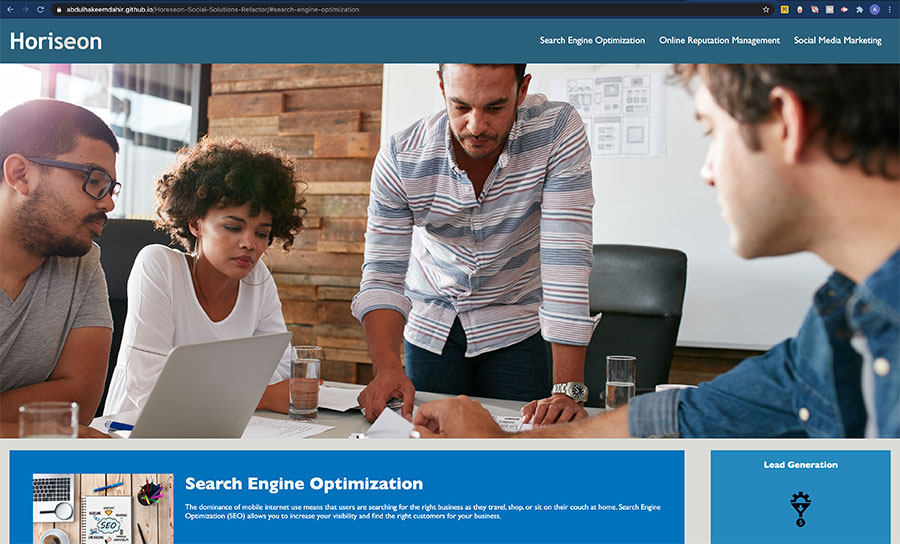 abdulhakeemdahir.github.io/Horeseon-Social-Solutions-Refactor/#search-engine-optimization
Horiseon
Search Engine Optimization
Online Reputation Management
Social Media Marketing
Search Engine Optimization
The dominance of mobile internet use means that users are searching for the right business as they travel, shop, or sit on their couch at home. Search Engine
Optimization (SEO) allows you to increase your visibility and find the right customers for your business.
SEO
Lead Generation